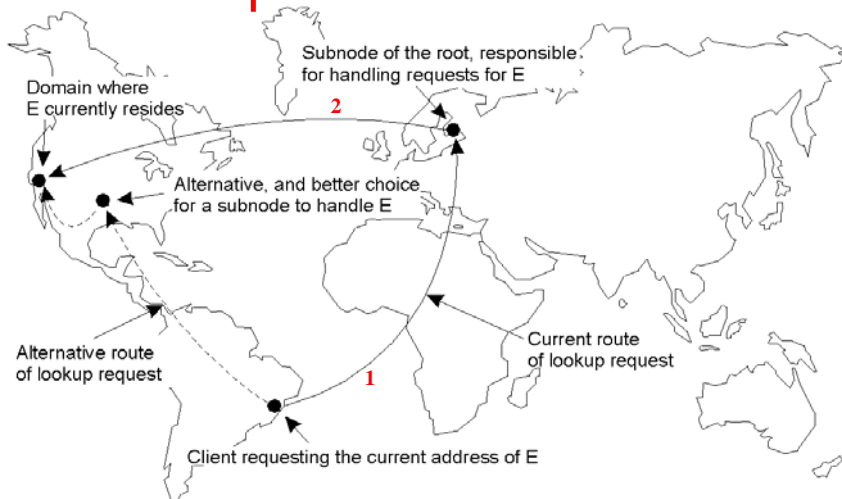 Subnode of the root, responsible
for handling requests for E
Domain where
E currently resides
2
Alternative, and better choice
for a subnode to handle E
Alternative route
of lookup request
Current route
of lookup request
1
Client requesting the current address of E